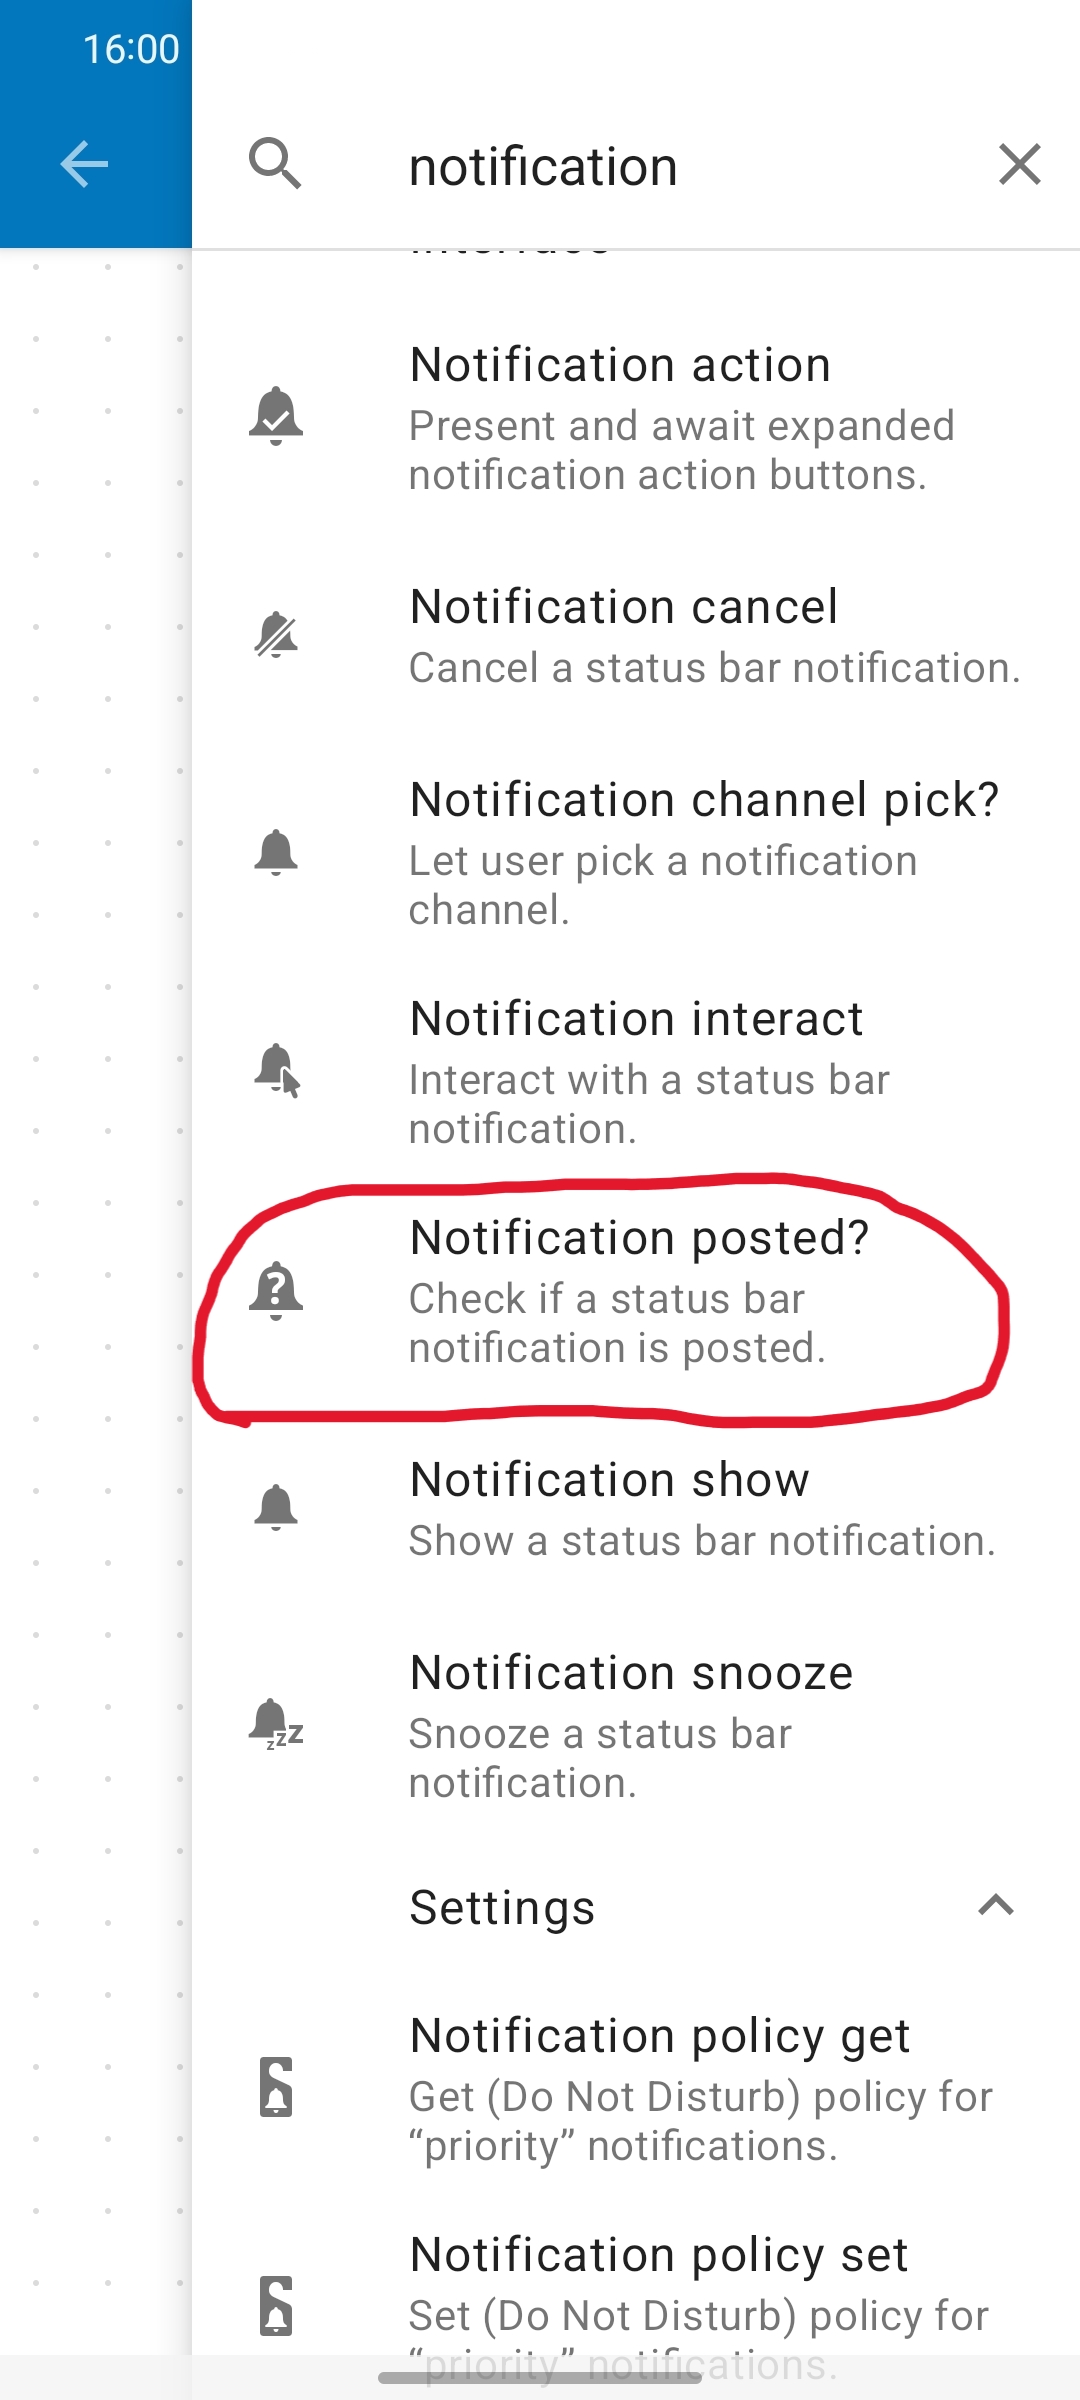 16:00
notification
Notification action
Present and await expanded
notification action buttons.
Notification cancel
Cancel a status bar notification.
Notification channel pick?
Let user pick a notification
channel.
Notification interact
Interact with a status bar
notification.
Notification posted?
Check if a status bar
notification is posted.
Notification show
Show a status bar notification.
Notification snooze
Snooze a status bar
notification.
Settings
Notification policy get
Get (Do Not Disturb) policy for
“priority” notifications.
Notification policy set
Set (Do Not Disturb) policy for
“priority” notifications.